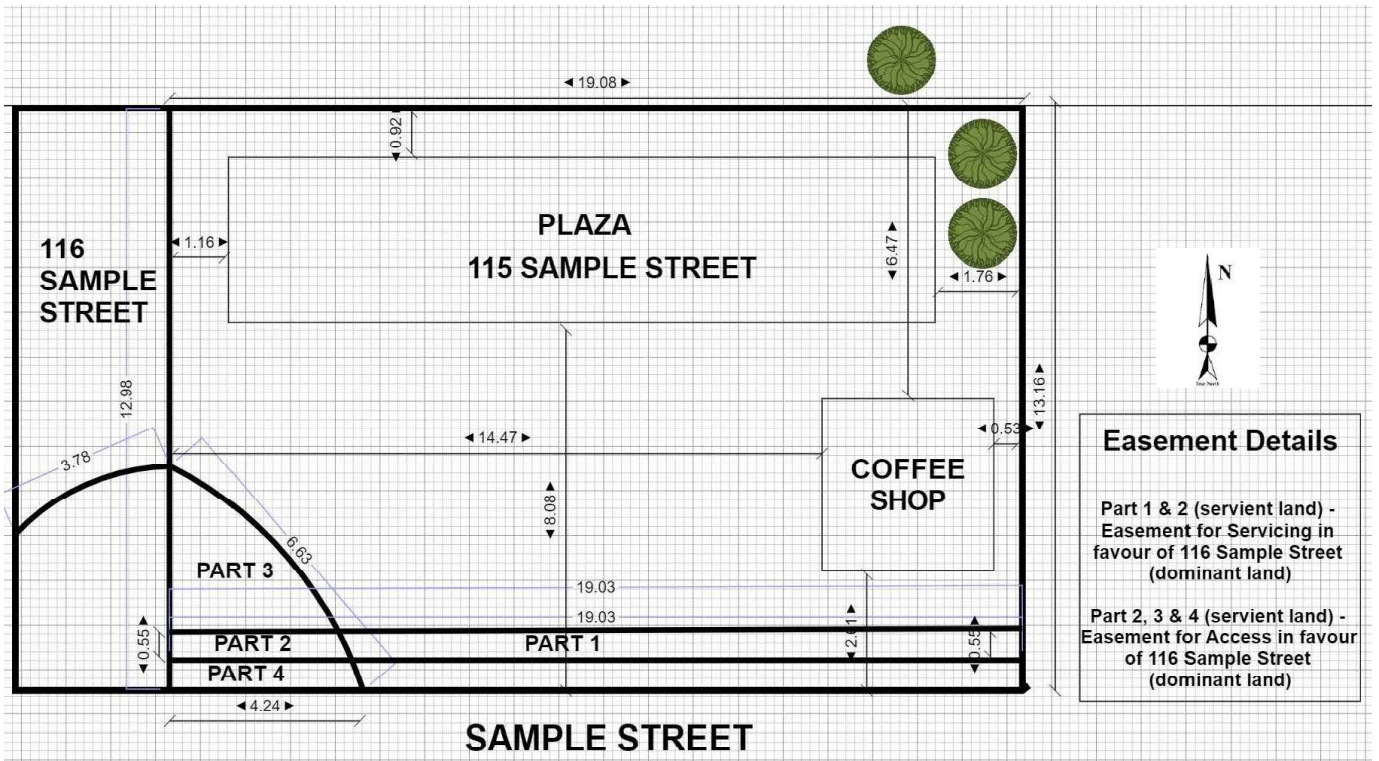 ◄ 19.08 ►
◄ 0.92
PLAZA
115 SAMPLE STREET
116
SAMPLE
STREET
◄ 1.16 ►
◄ 6.47 ►
◄ 1.76 ►
N
True North
12.98
◄ 13.16 ►
◄ 14.47 ►
◄ 0.53 ►
3.78
COFFEE
SHOP
◄ 8.08 ►
6.63
PART 3
19.03
19.03
◄ 0.55 ►
PART 2
PART 1
◄ 2.61 ►
◄ 0.55 ►
PART 4
◄ 4.24 ►
SAMPLE STREET
Easement Details
Part 1 & 2 (servient land) -
Easement for Servicing in
favour of 116 Sample Street
(dominant land)
Part 2, 3 & 4 (servient land) -
Easement for Access in favour
of 116 Sample Street
(dominant land)